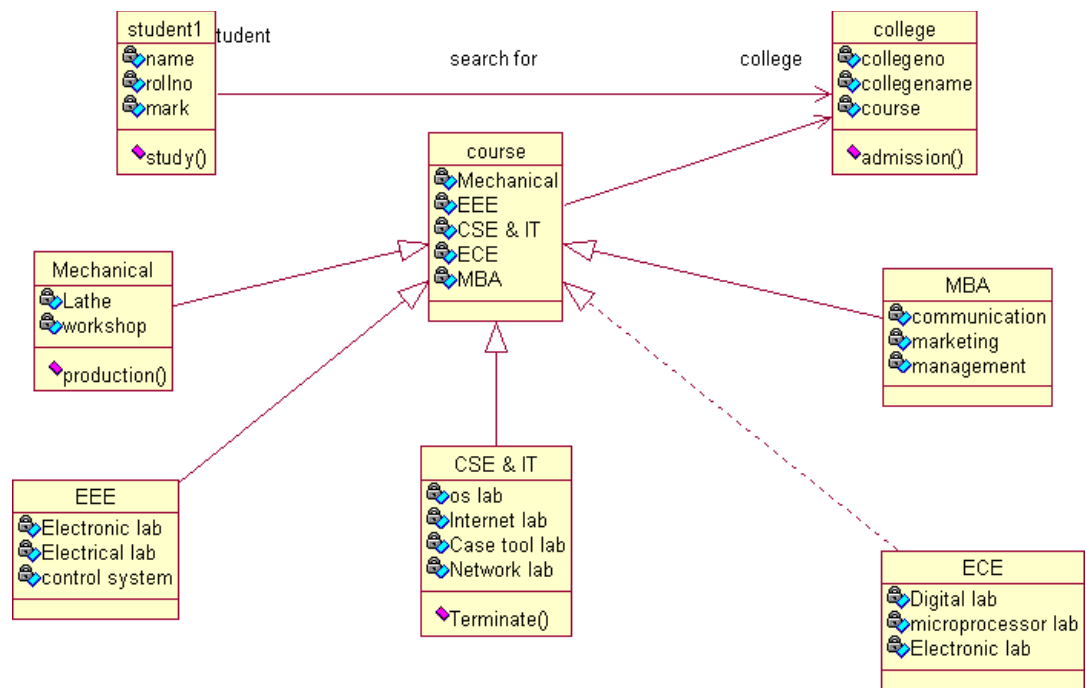 student1
tudent
name
rollno
mark
study()
search for
college
college
collegeno
collegename
course
admission()
course
Mechanical
EEE
CSE & IT
ECE
MBA
Mechanical
Lathe
workshop
production()
MBA
communication
marketing
management
EEE
Electronic lab
Electrical lab
control system
CSE & IT
os lab
Internet lab
Case tool lab
Network lab
Terminate()
ECE
Digital lab
microprocessor lab
Electronic lab